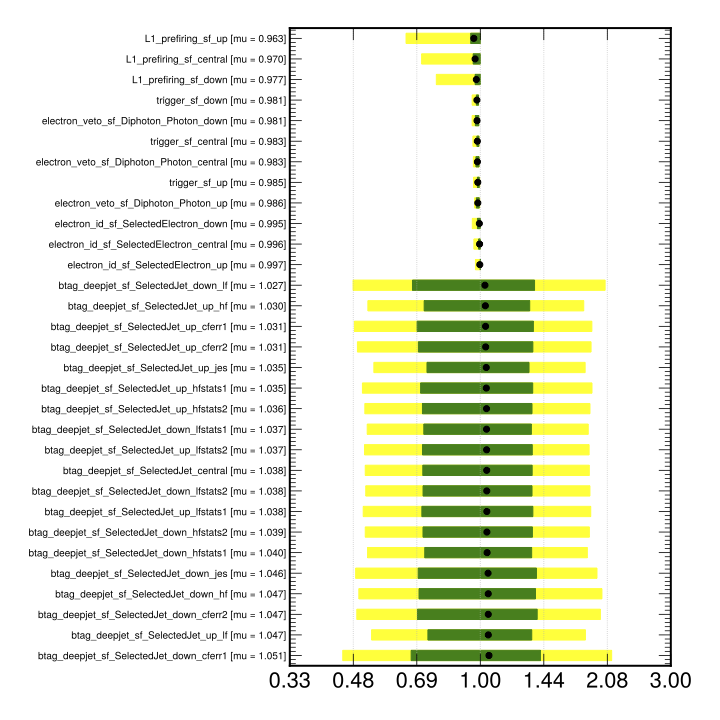 L1_prefiring_sf_up [mu = 0.963]
L1_prefiring_sf_central [mu = 0.970]
L1_prefiring_sf_down [mu = 0.977]
trigger_sf_down [mu = 0.981]
electron_veto_sf_Diphoton_Photon_down [mu = 0.981]
trigger_sf_central [mu = 0.983]
electron_veto_sf_Diphoton_Photon_central [mu = 0.983]
trigger_sf_up [mu = 0.985]
electron_veto_sf_Diphoton_Photon_up [mu = 0.986]
electron_id_sf_SelectedElectron_down [mu = 0.995]
electron_id_sf_SelectedElectron_central [mu = 0.996]
electron_id_sf_SelectedElectron_up [mu = 0.997]
btag_deepjet_sf_SelectedJet_down_lf [mu = 1.027]
btag_deepjet_sf_SelectedJet_up_hf [mu = 1.030]
btag_deepjet_sf_SelectedJet_up_cferr1 [mu = 1.031]
btag_deepjet_sf_SelectedJet_up_cferr2 [mu = 1.031]
btag_deepjet_sf_SelectedJet_up_jes [mu = 1.035]
btag_deepjet_sf_SelectedJet_up_hfstats1 [mu = 1.035]
btag_deepjet_sf_SelectedJet_up_hfstats2 [mu = 1.036]
btag_deepjet_sf_SelectedJet_down_lfstats1 [mu = 1.037]
btag_deepjet_sf_SelectedJet_up_lfstats2 [mu = 1.037]
btag_deepjet_sf_SelectedJet_central [mu = 1.038]
btag_deepjet_sf_SelectedJet_down_lfstats2 [mu = 1.038]
btag_deepjet_sf_SelectedJet_up_lfstats1 [mu = 1.038]
btag_deepjet_sf_SelectedJet_down_hfstats2 [mu = 1.039]
btag_deepjet_sf_SelectedJet_down_hfstats1 [mu = 1.040]
btag_deepjet_sf_SelectedJet_down_jes [mu = 1.046]
btag_deepjet_sf_SelectedJet_down_hf [mu = 1.047]
btag_deepjet_sf_SelectedJet_down_cferr2 [mu = 1.047]
btag_deepjet_sf_SelectedJet_up_lf [mu = 1.047]
btag_deepjet_sf_SelectedJet_down_cferr1 [mu = 1.051]
0.33 0.48 0.69 1.00 1.44 2.08 3.00